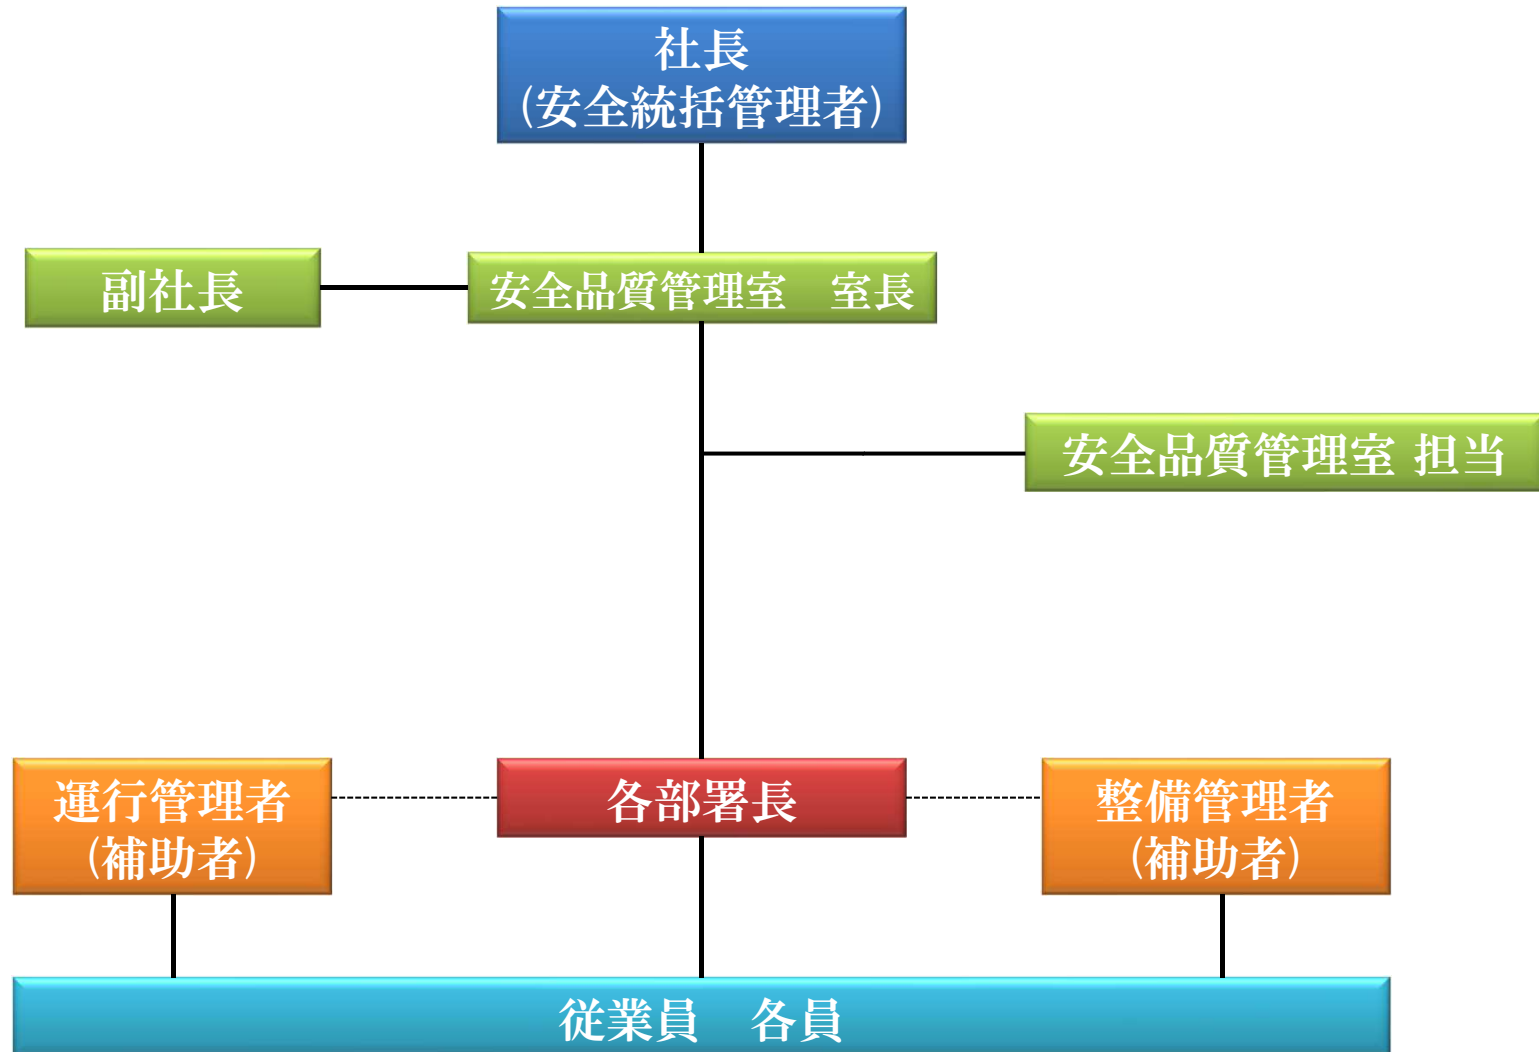 社長
(安全統括管理者)
副社長
安全品質管理室　室長
安全品質管理室 担当
運行管理者
(補助者)
各部署長
整備管理者
(補助者)
従業員　各員